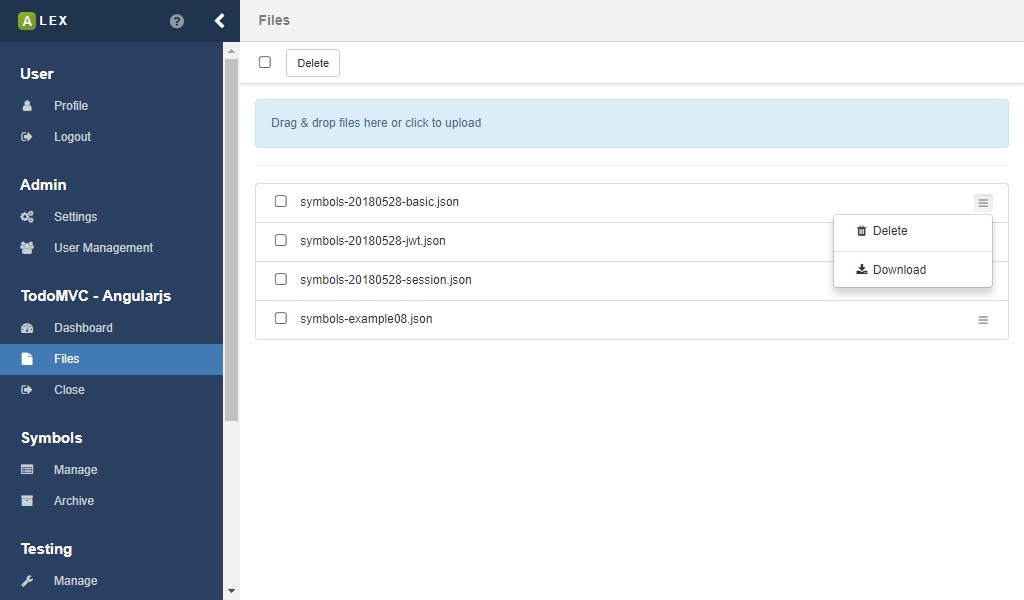 ALEX
User
Profile
Logout
Admin
Settings
User Management
TodoMVC - Angularjs
Dashboard
Files
Close
Symbols
Manage
Archive
Testing
Manage
Files
Delete
Drag & drop files here or click to upload
symbols-20180528-basic.json
symbols-20180528-jwt.json
symbols-20180528-session.json
symbols-example08.json
Delete
Download